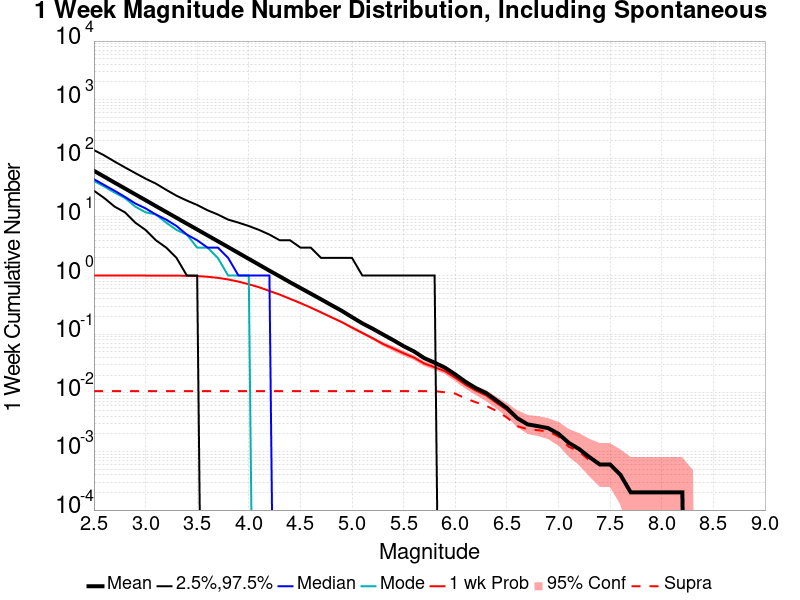 1 Week Magnitude Number Distribution, Including Spontaneous
10 4
10 3
10 2
10 1
10 0
10 -1
10 -2
10 -3
10 -4
1 Week Cumulative Number
2.5 3.0 3.5 4.0 4.5 5.0 5.5 6.0 6.5 7.0 7.5 8.0 8.5 9.0
Magnitude
Mean 2.5%,97.5% Median Mode 1 wk Prob 95% Conf Supra